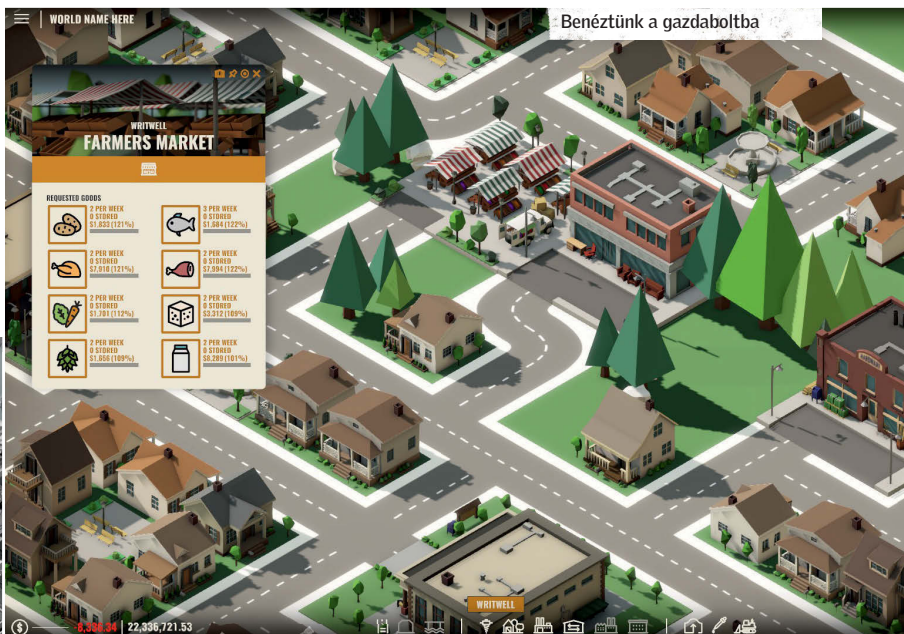 WORLD NAME HERE
Benéztünk a gazdaboltba
WRITWELL
FARMERS MARKET
REQUESTED GOODS
2 PER WEEK
0 STORED
$1,833 (121%)
3 PER WEEK
0 STORED
$1,684 (122%)
2 PER WEEK
0 STORED
$7,918 (121%)
2 PER WEEK
0 STORED
$7,994 (122%)
2 PER WEEK
0 STORED
$1,781 (112%)
2 PER WEEK
0 STORED
$3,312 (109%)
2 PER WEEK
0 STORED
$1,656 (109%)
2 PER WEEK
0 STORED
$8,289 (101%)
WRITWELL
22,336,721.53